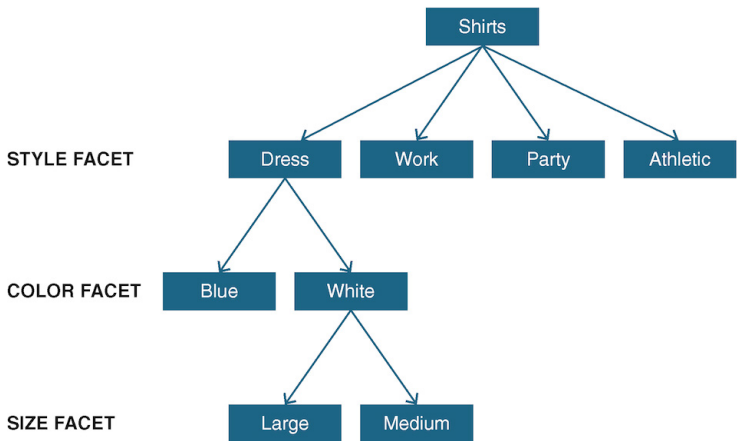 Shirts
STYLE FACET
Dress
Work
Party
Athletic
COLOR FACET
Blue
White
SIZE FACET
Large
Medium